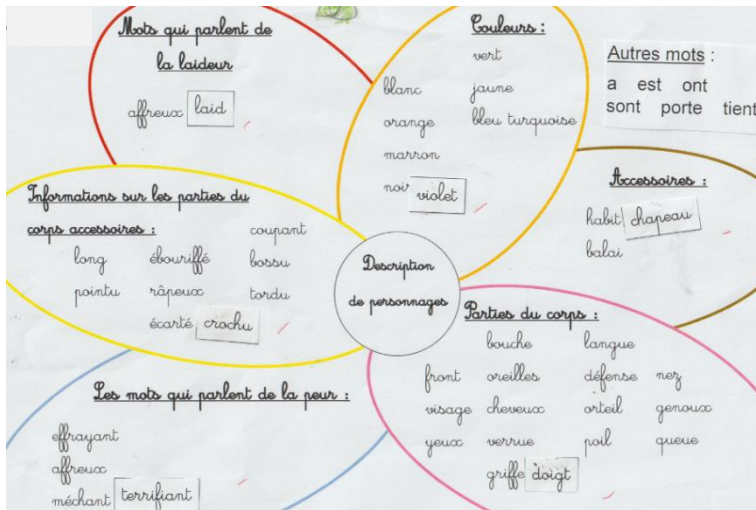 Mots qui parlent de
la laideur
affreux laid
Couleurs :
vert
blanc jaune
orange bleu turquoise
marron
noir violet
Autres mots :
a est ont
sont porte tient
Accessoires :
habit chapeau
balai
Informations sur les parties du
corps accessoires : coupant
long ébouriffé bossu
pointu râpeux tordu
écarté crochu
Description
de personnages
Parties du corps :
bouche langue
front oreilles défense nez
visage cheveux orteil genoux
yeux verrue poil queue
griffe doigt
Les mots qui parlent de la peur :
effrayant
affreux
méchant terrifiant